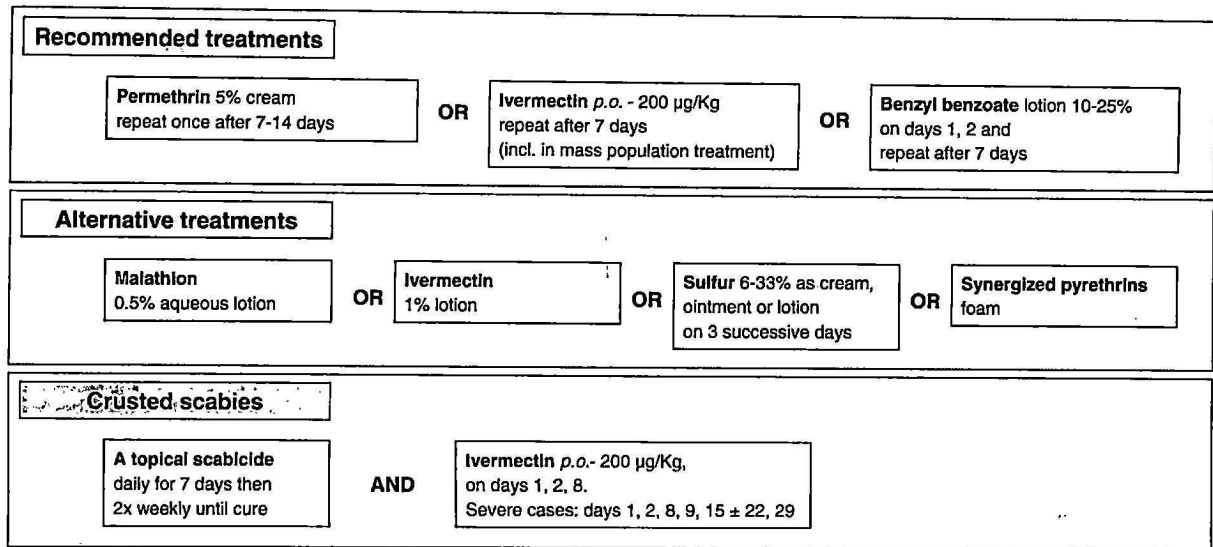 Recommended treatments
Permethrin 5% cream
repeat once after 7-14 days
OR
Ivermectin p.o. - 200 µg/Kg
repeat after 7 days
(incl. in mass population treatment)
OR
Benzyl benzoate lotion 10-25%
on days 1, 2 and
repeat after 7 days
Alternative treatments
Malathion
0.5% aqueous lotion
OR
Ivermectin
1% lotion
OR
Sulfur 6-33% as cream,
ointment or lotion
on 3 successive days
OR
Synergized pyrethrins
foam
Crusted scabies
A topical scabicide
daily for 7 days then
2x weekly until cure
AND
Ivermectin p.o.- 200 µg/Kg,
on days 1, 2, 8.
Severe cases: days 1, 2, 8, 9, 15 ± 22, 29